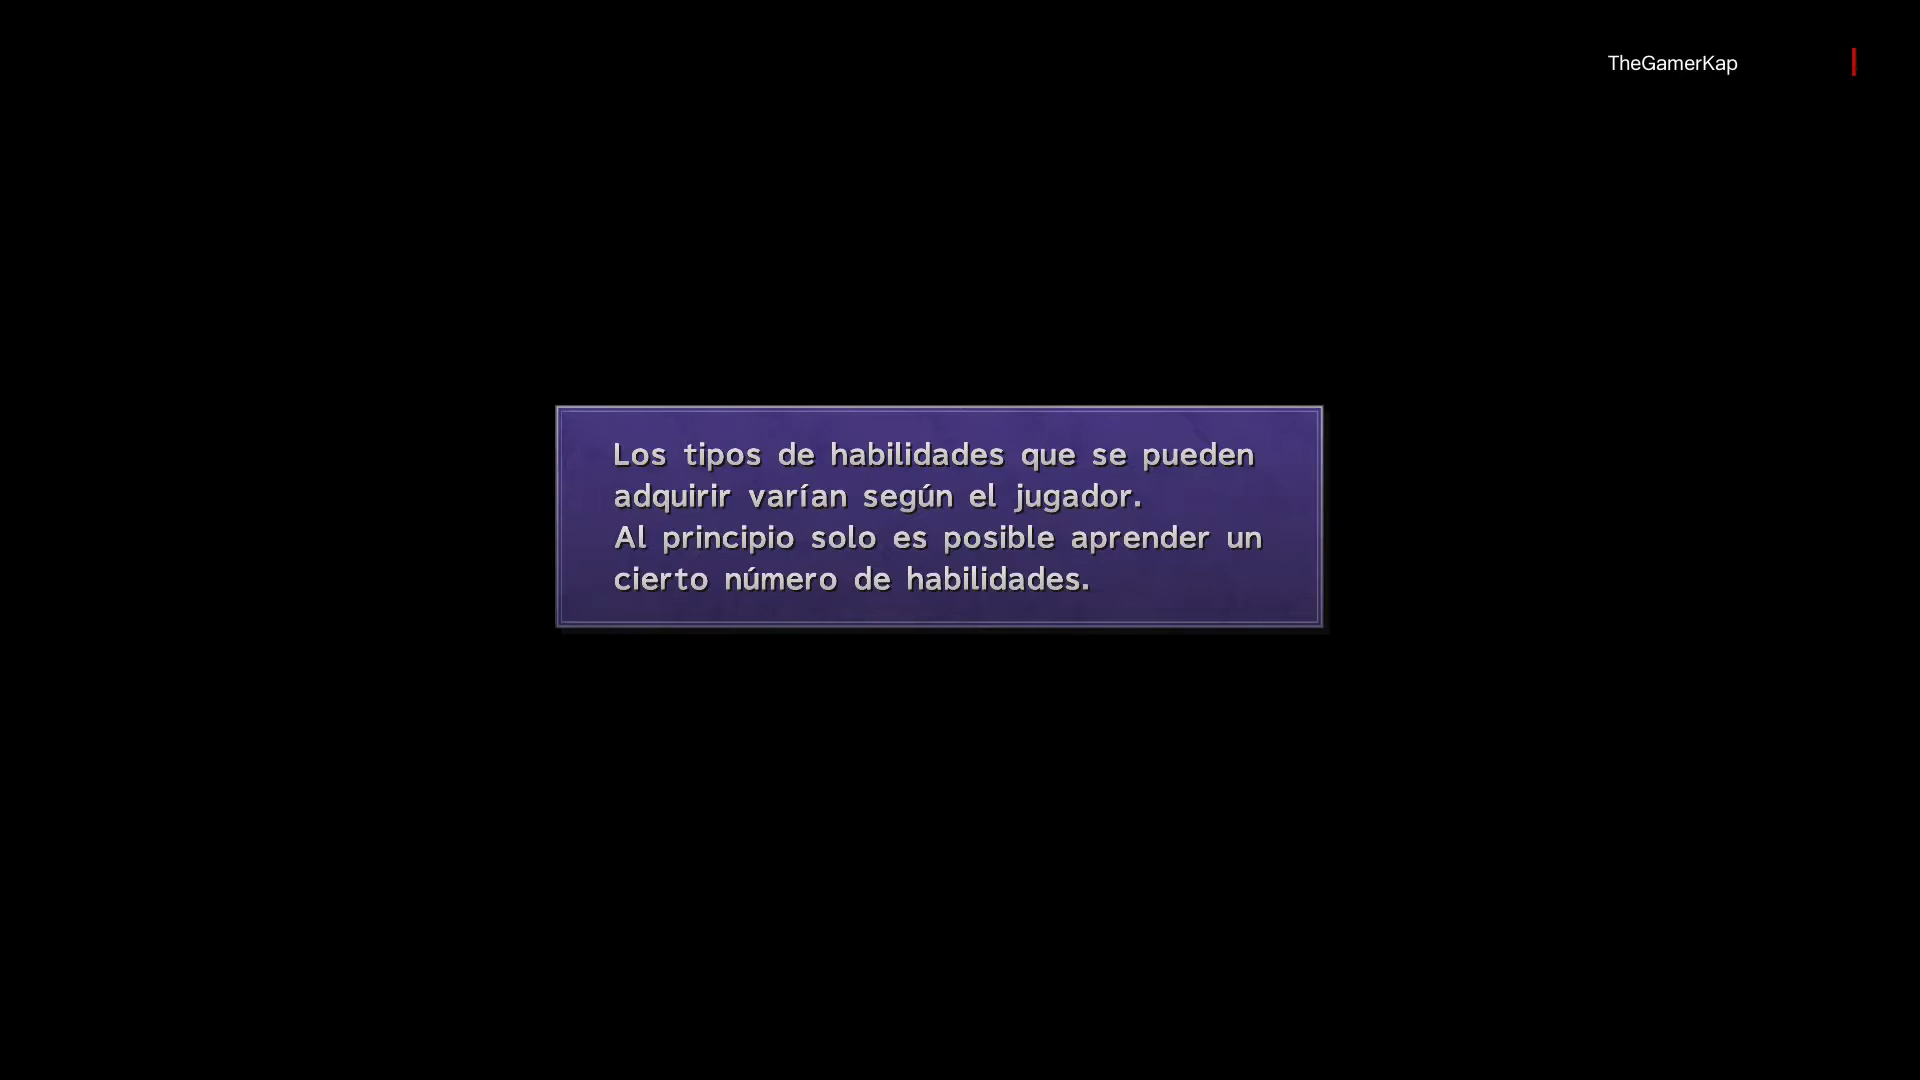 TheGamerKap
Los tipos de habilidades que se pueden
adquirir varían según el jugador.
Al principio solo es posible aprender un
cierto número de habilidades.